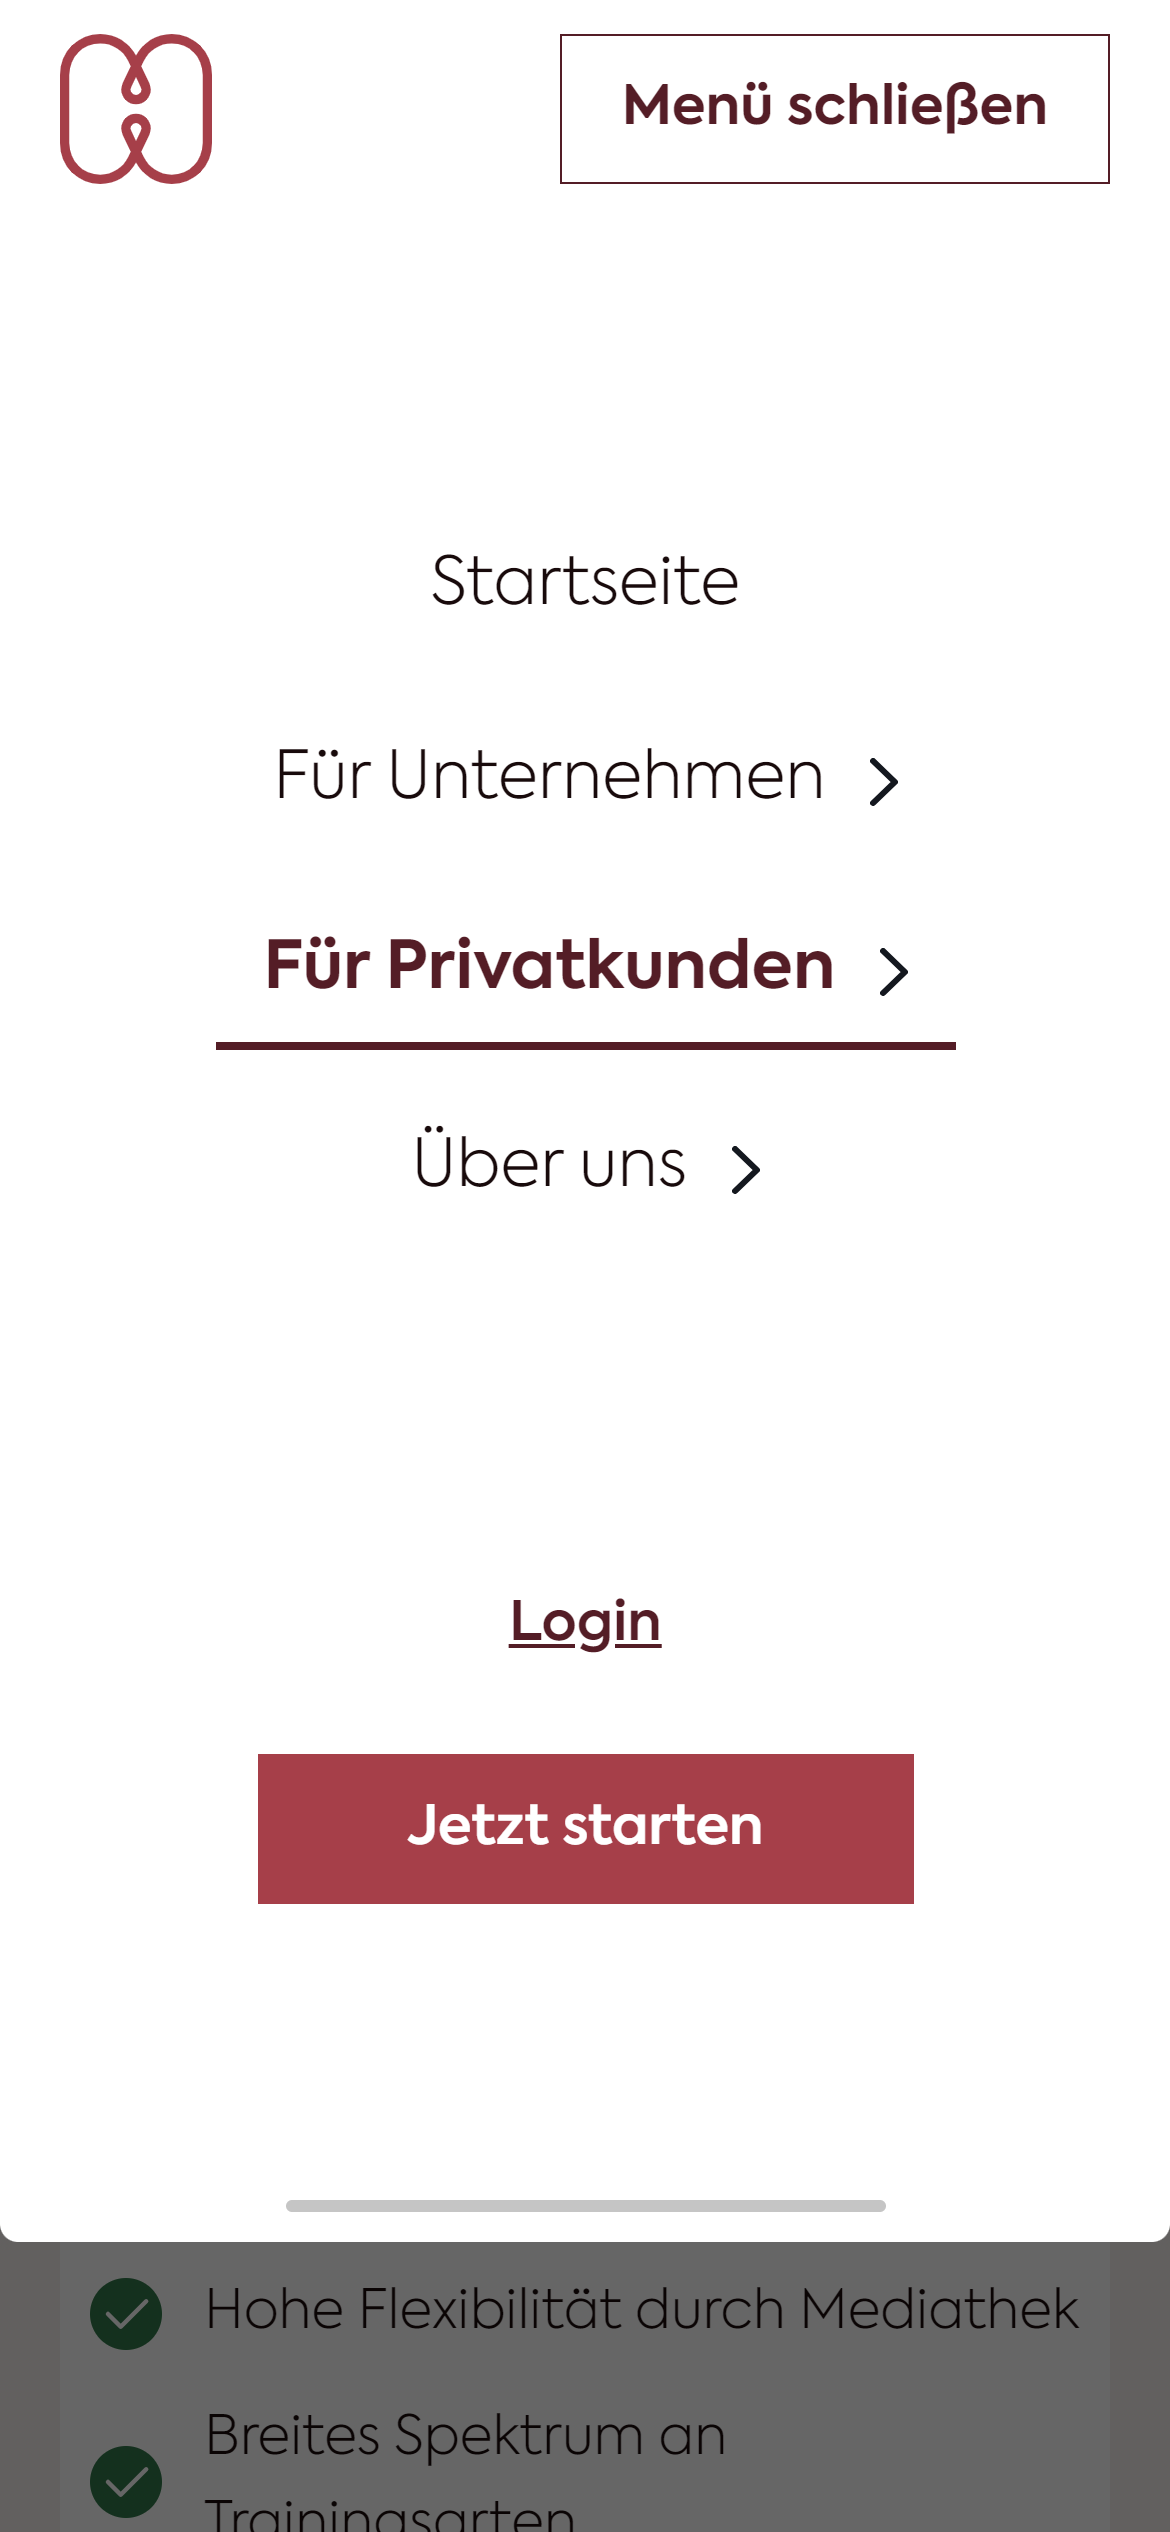 Menü schließen
Startseite
Für Unternehmen
Für Privatkunden
Über uns
Login
Jetzt starten
Hohe Flexibilität durch Mediathek
Breites Spektrum an
Trainingsarten